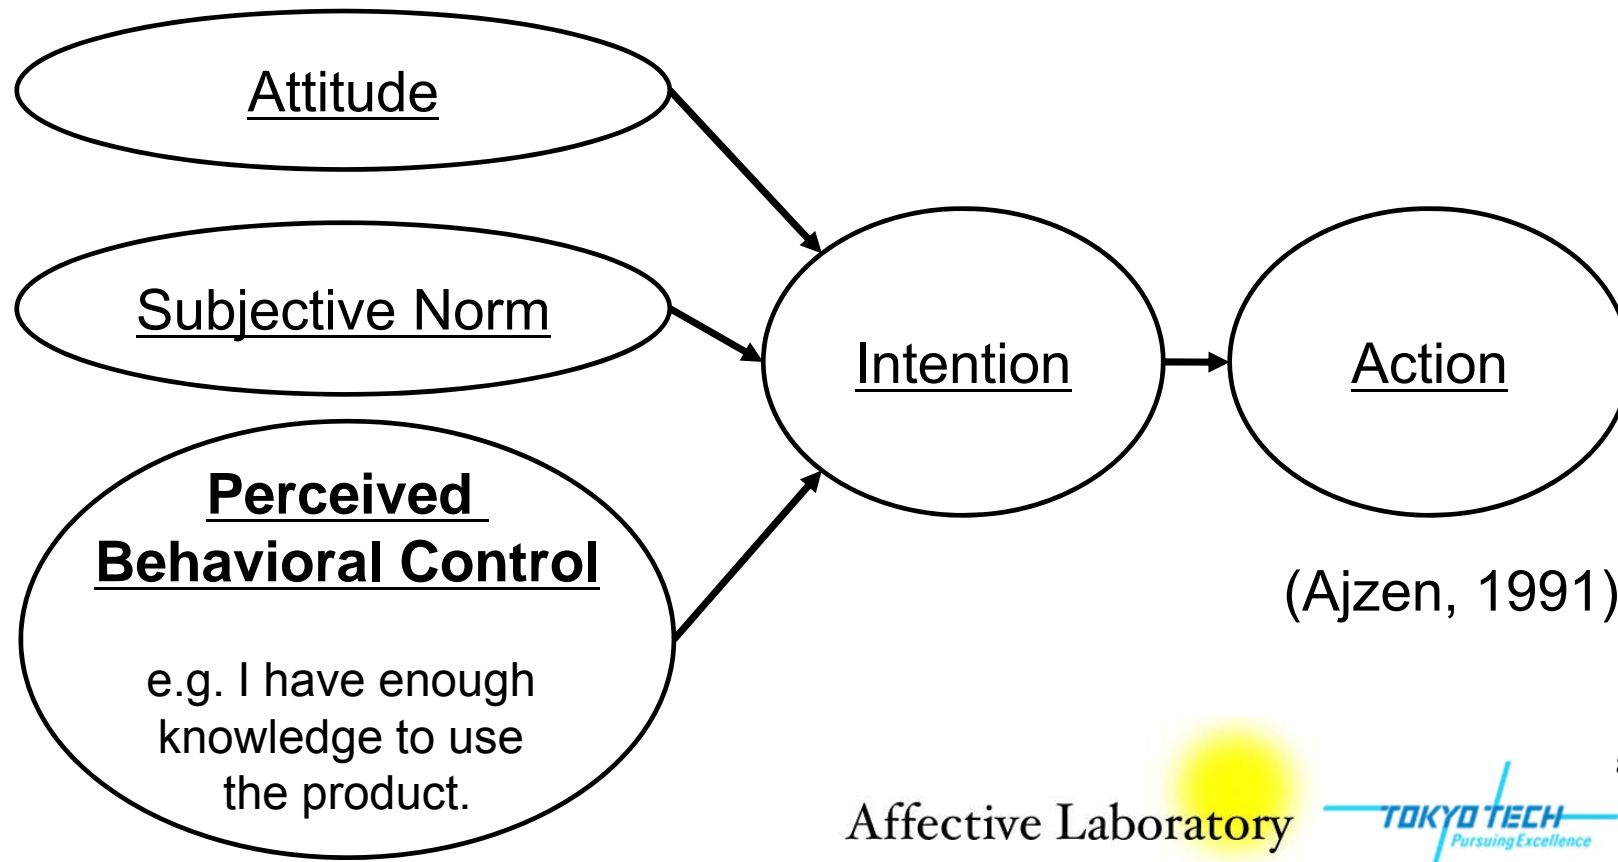 Attitude
Subjective Norm
Perceived
Behavioral Control
e.g. I have enough
knowledge to use
the product.
Intention
Action
(Ajzen, 1991)
Affective Laboratory
TOKYO TECH
Pursuing Excellence